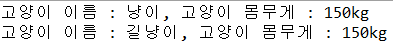 고양이 이름 : 냥이, 고양이 몸무게 : 150kg
고양이 이름 : 길냥이, 고양이 몸무게 : 150kg